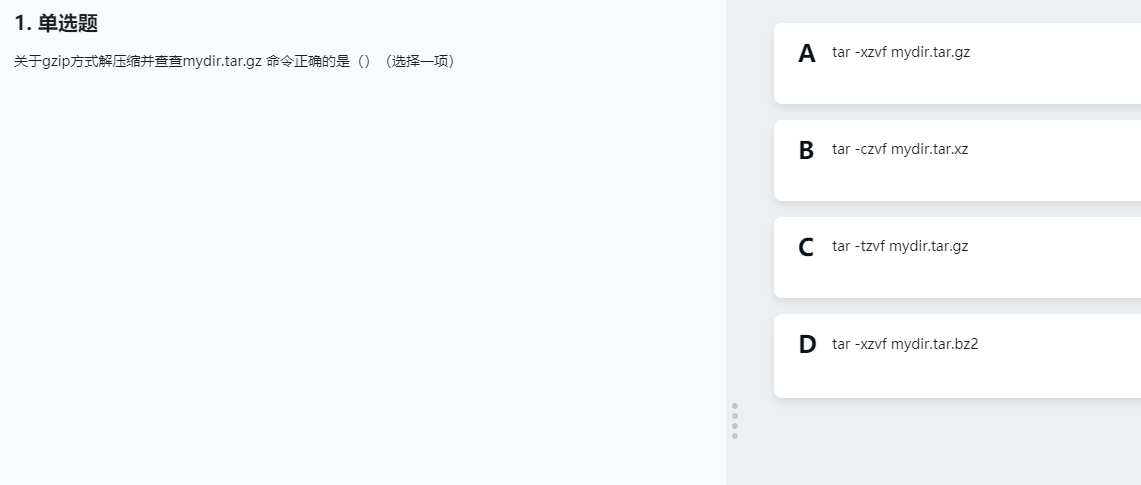 1. 单选题
关于gzip方式解压缩并查查mydir.tar.gz 命令正确的是（）（选择一项）
A tar -xzvf mydir.tar.gz
B tar -czvf mydir.tar.xz
C tar -tzvf mydir.tar.gz
D tar -xzvf mydir.tar.bz2